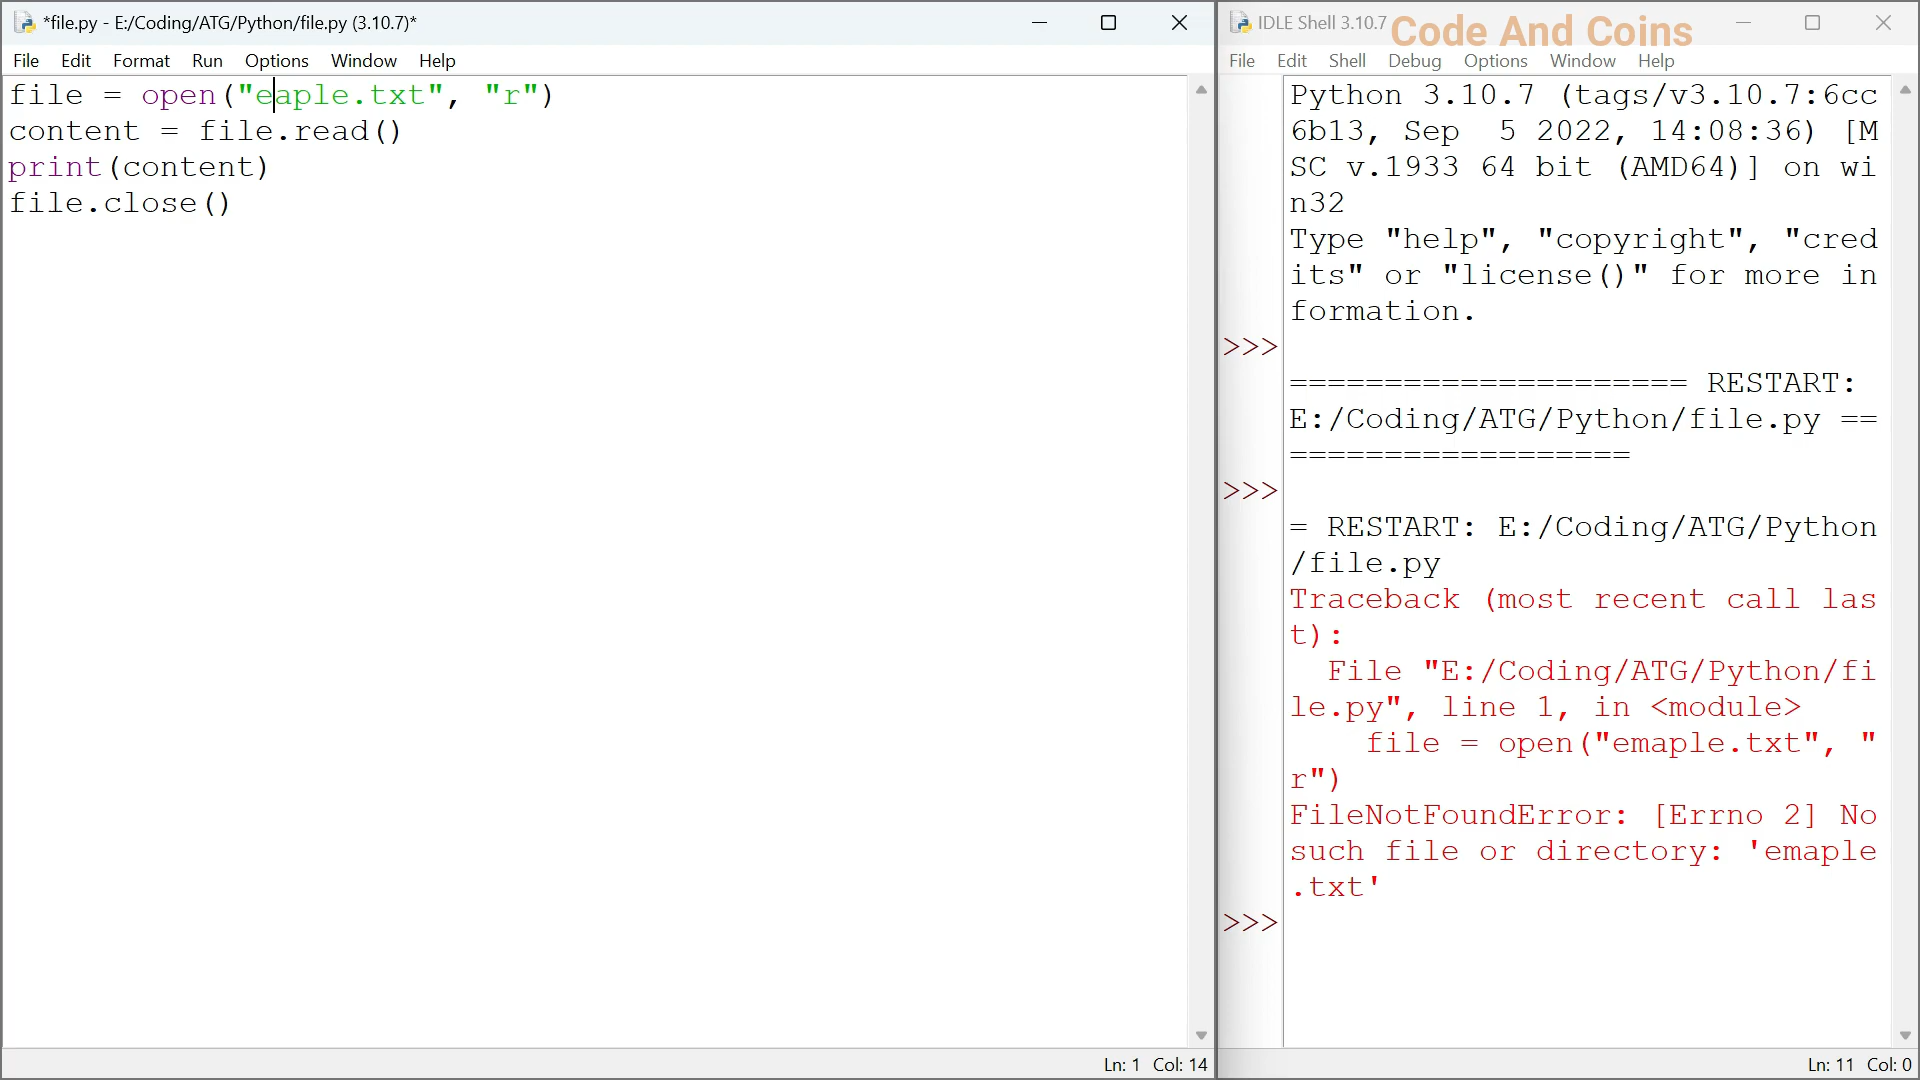 *file.py - E:/Coding/ATG/Python/file.py (3.10.7)*
File Edit Format Run Options Window Help
file = open("eaple.txt", "r")
content = file.read()
print(content)
file.close()
Ln: 1 Col: 14
IDLE Shell 3.10.7
Code And Coins
File Edit Shell Debug Options Window Help
Python 3.10.7 (tags/v3.10.7:6cc
6b13, Sep  5 2022, 14:08:36) [M
SC v.1933 64 bit (AMD64)] on wi
n32
Type "help", "copyright", "cred
its" or "license()" for more in
formation.
>>>
===================== RESTART:
E:/Coding/ATG/Python/file.py ==
==================
>>>
= RESTART: E:/Coding/ATG/Python
/file.py
Traceback (most recent call las
t):
  File "E:/Coding/ATG/Python/fi
le.py", line 1, in <module>
    file = open("emaple.txt", "
r")
FileNotFoundError: [Errno 2] No
such file or directory: 'emaple
.txt'
>>>
Ln: 11 Col: 0